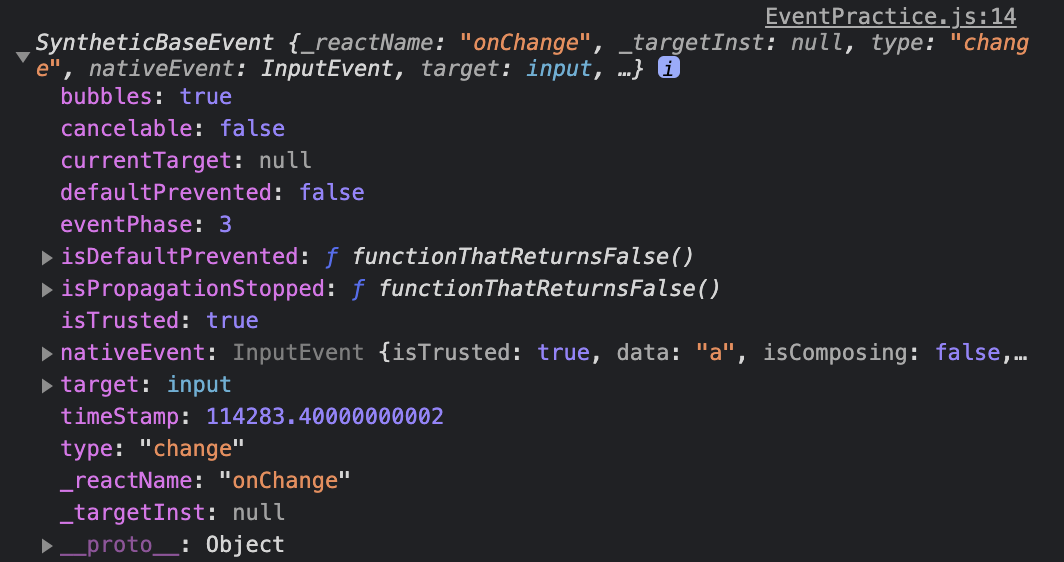 EventPractice.js:14
SyntheticBaseEvent {_reactName: "onChange", _targetInst: null, type: "chang
e", nativeEvent: InputEvent, target: input, …} i
bubbles: true
cancelable: false
currentTarget: null
defaultPrevented: false
eventPhase: 3
isDefaultPrevented: ƒ functionThatReturnsFalse()
isPropagationStopped: ƒ functionThatReturnsFalse()
isTrusted: true
nativeEvent: InputEvent {isTrusted: true, data: "a", isComposing: false,…
target: input
timeStamp: 114283.40000000002
type: "change"
_reactName: "onChange"
_targetInst: null
__proto__: Object